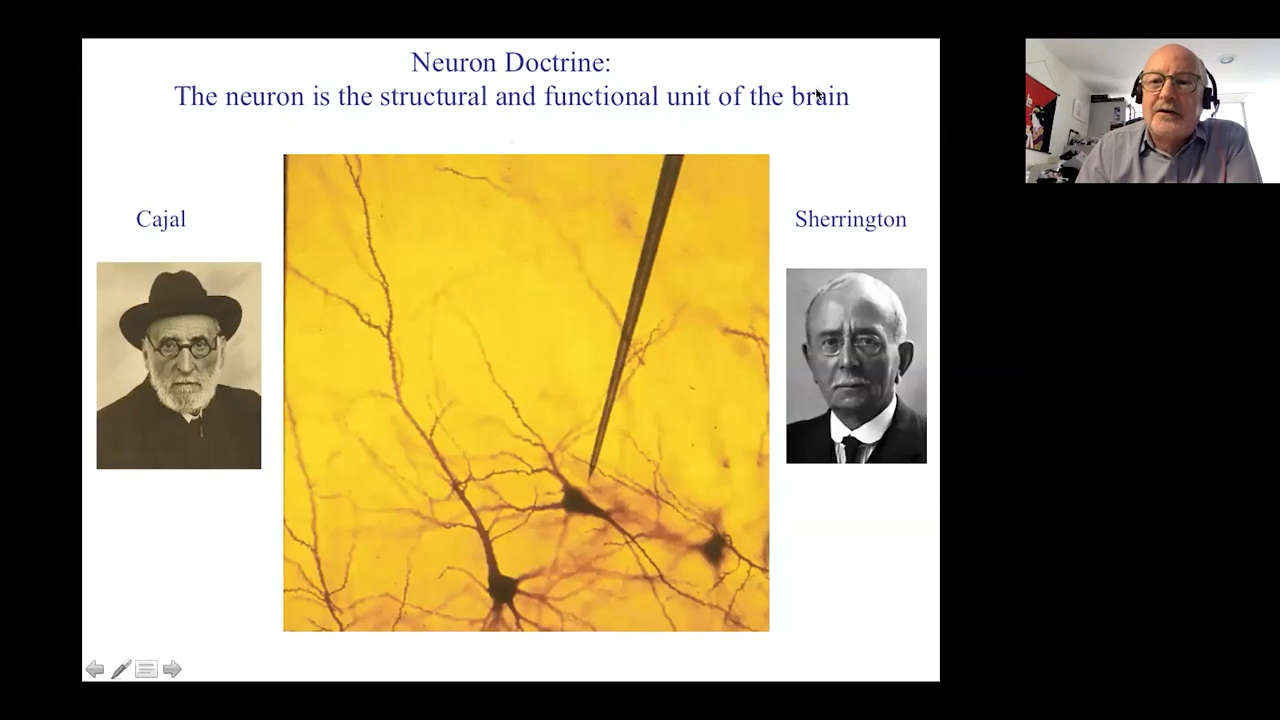 Neuron Doctrine:
The neuron is the structural and functional unit of the brain
Cajal
Sherrington